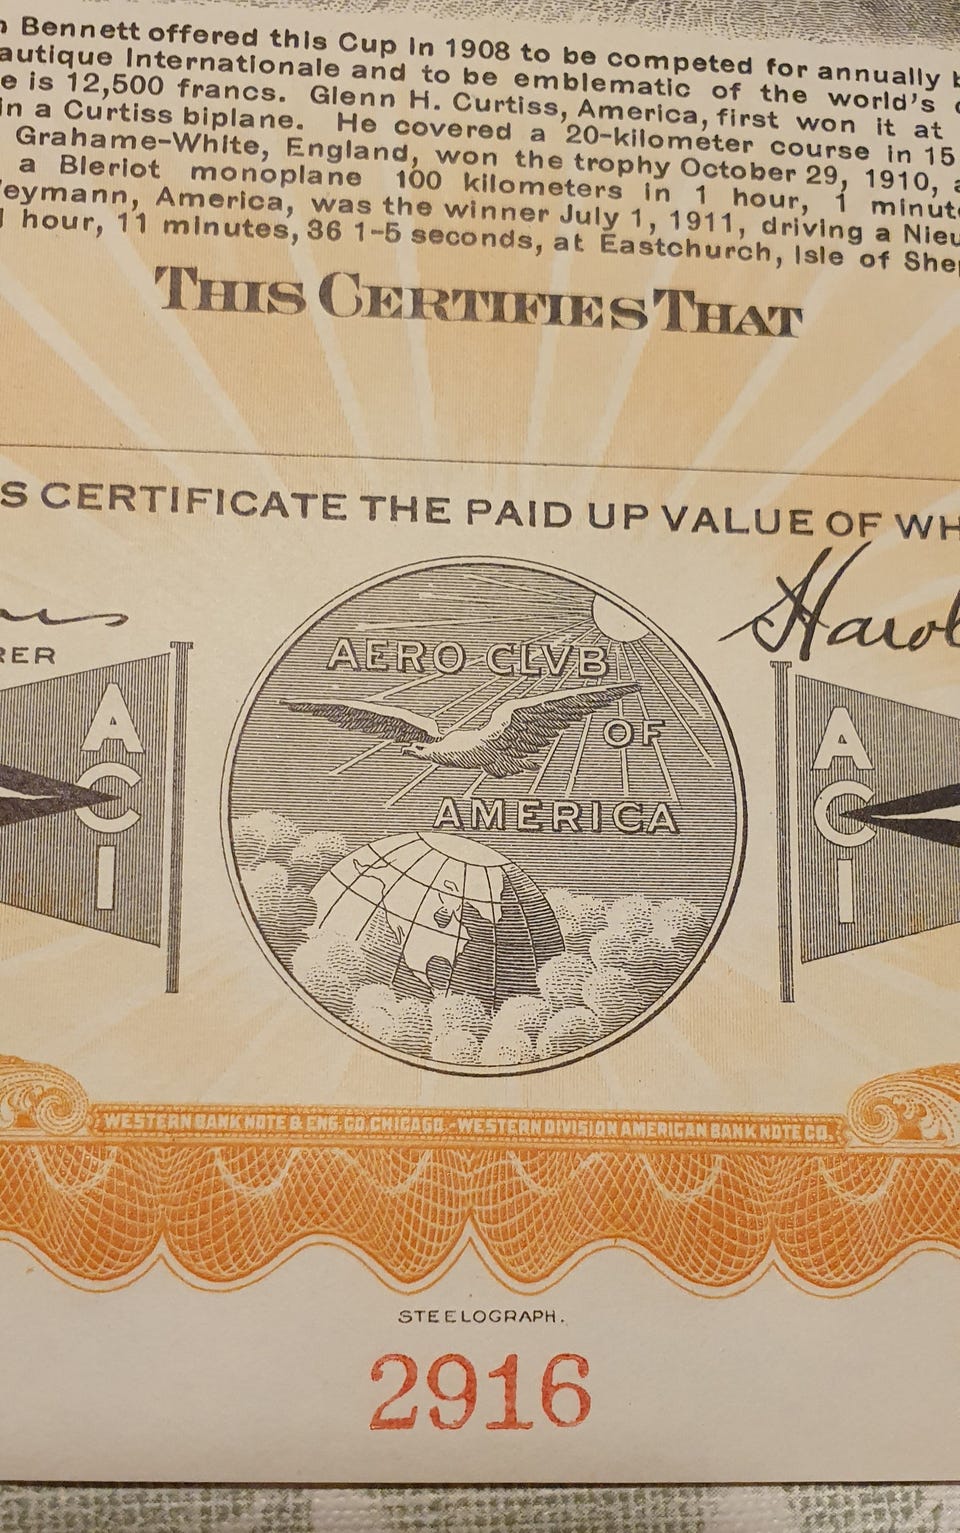 Bennett offered this Cup in 1908 to be competed for annually
autique Internationale and to be emblematic of the world's
e is 12,500 francs. Glenn H. Curtiss, America, first won it at
in a Curtiss biplane. He covered a 20-kilometer course in 15
Grahame-White, England, won the trophy October 29, 1910,
a Bleriot monoplane 100 kilometers in 1 hour, 1 minut
eymann, America, was the winner July 1, 1911, driving a Nieu
1 hour, 11 minutes, 36 1-5 seconds, at Eastchurch, Isle of Shep
THIS CERTIFIES THAT
S CERTIFICATE THE PAID UP VALUE OF WH
Harol
RER
ACI
AERO CLVB
OF
AMERICA
ACI
WESTERN BANK NOTE & ENG. CO. CHICAGO.-WESTERN DIVISION AMERICAN BANK NOTE CO.
STEELOGRAPH.
2916